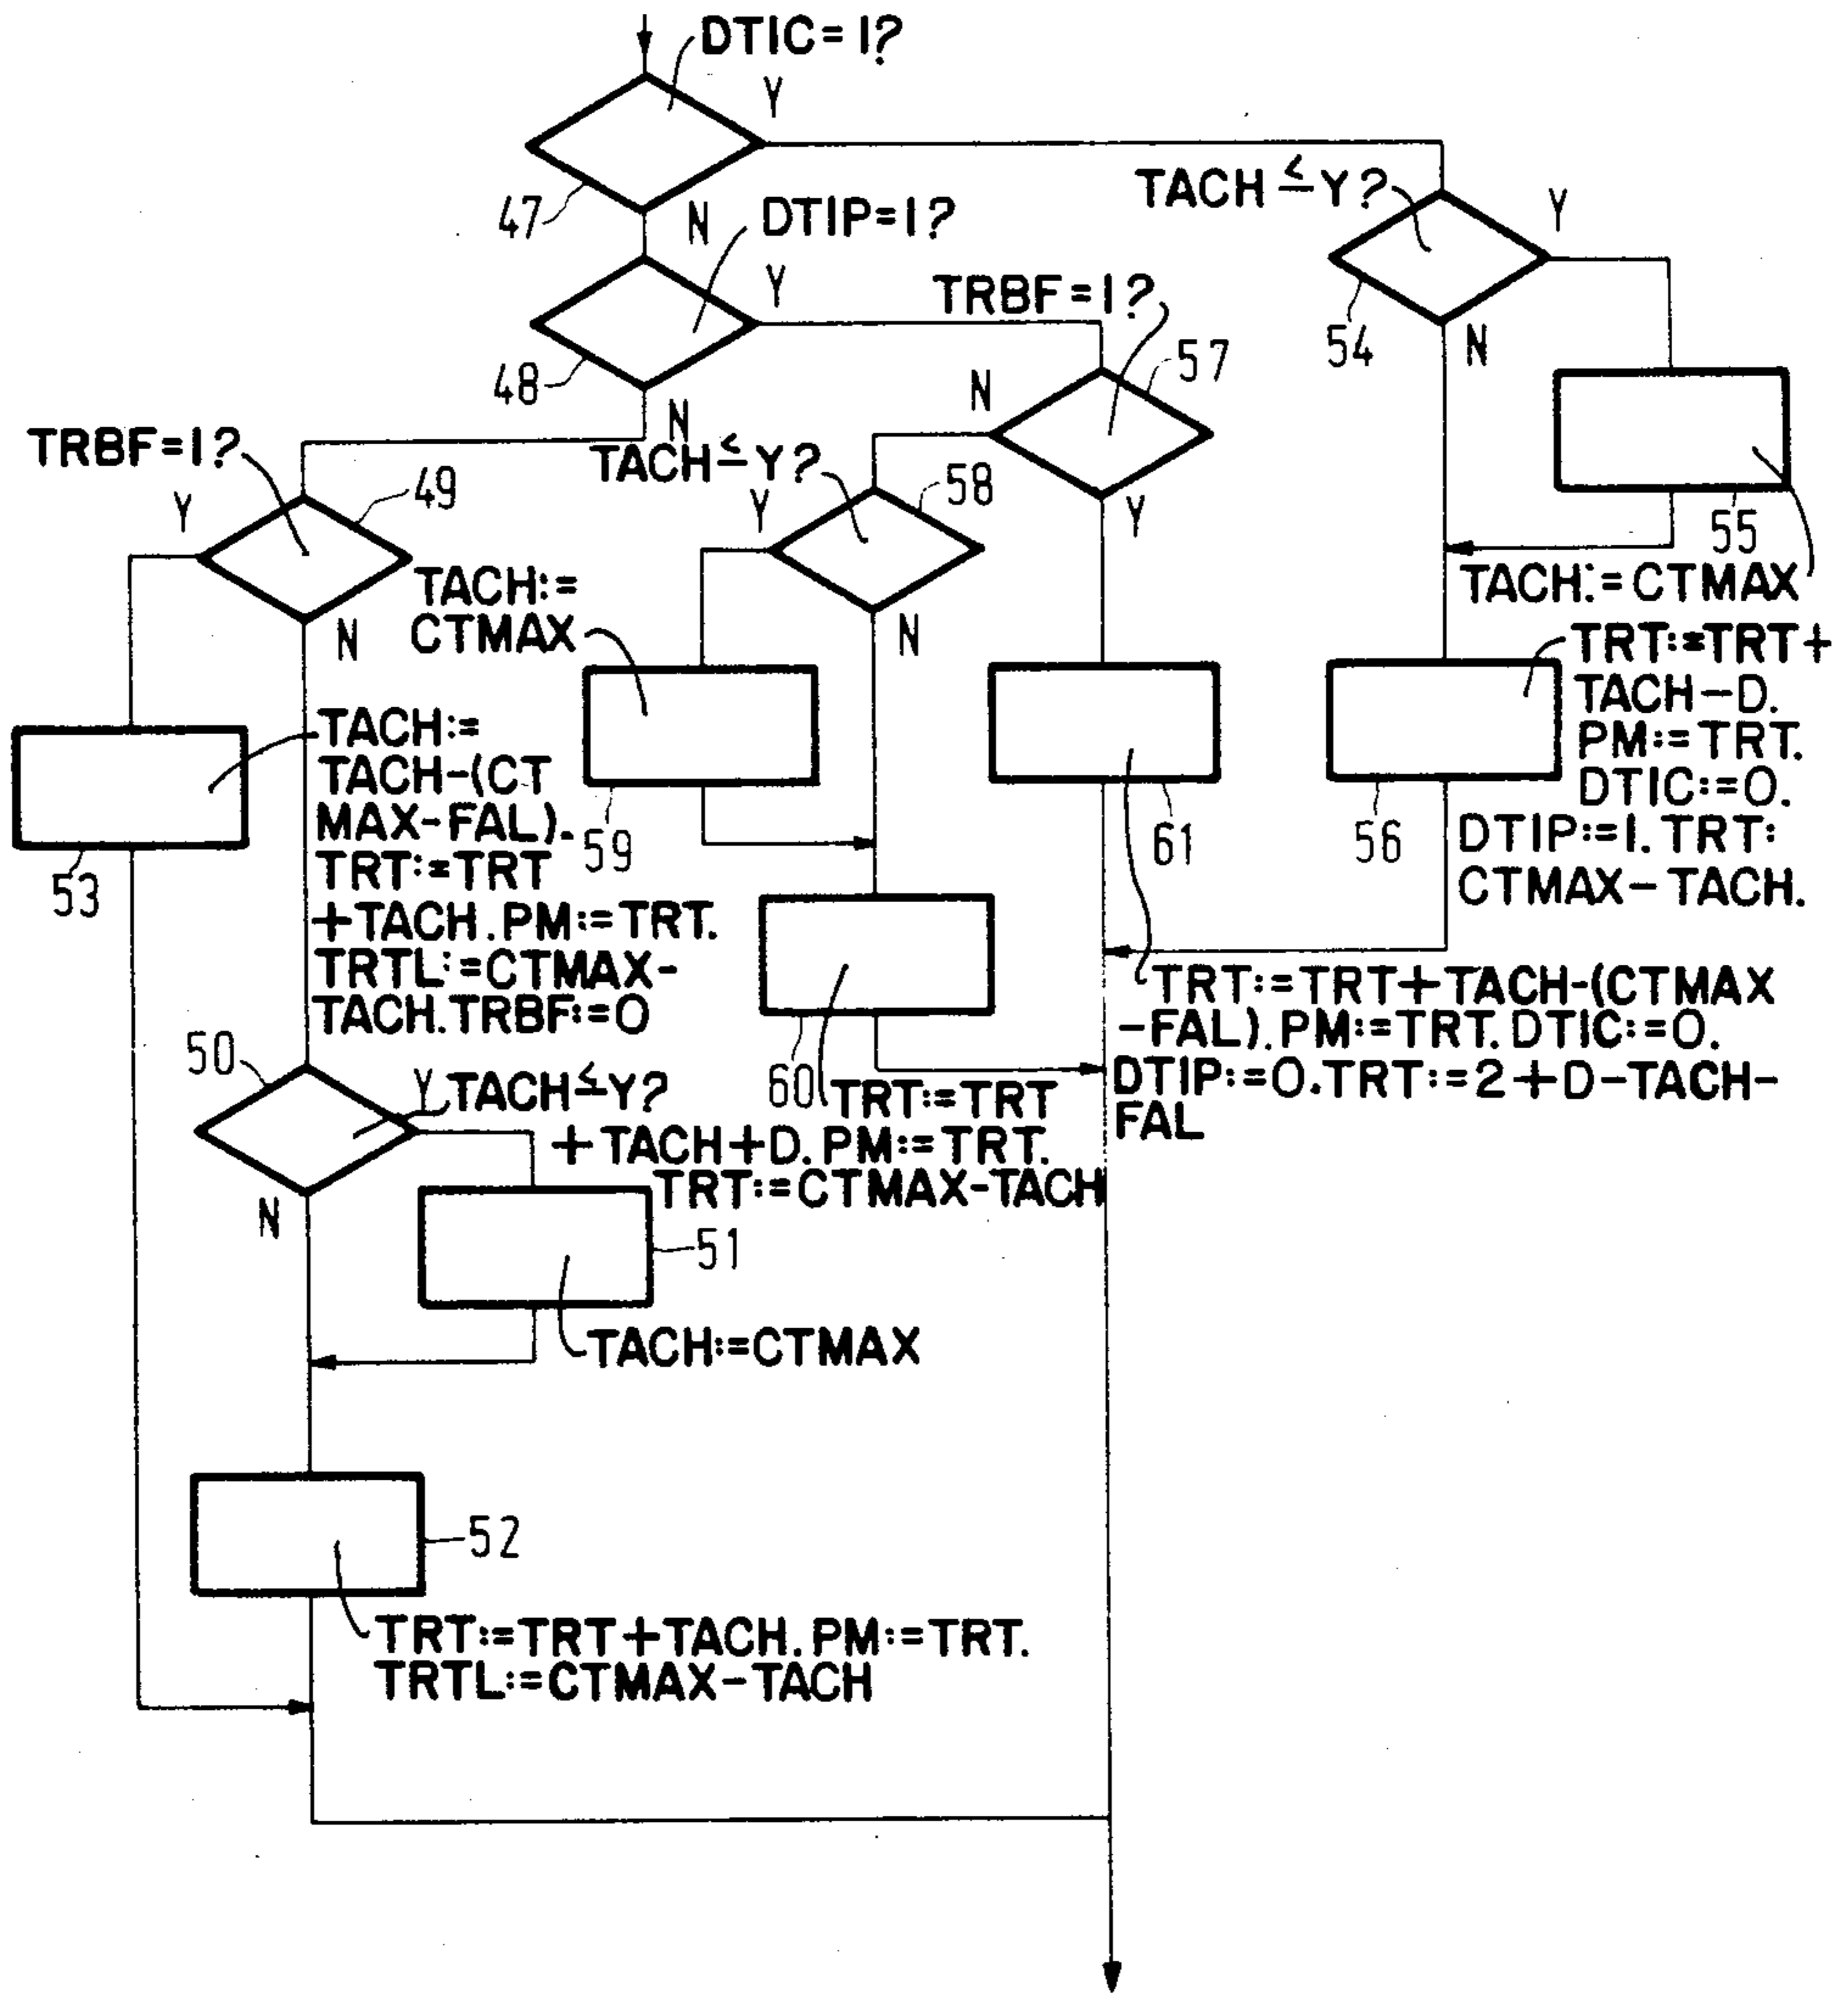 DTIC=1?
Y
47
N
DTIP=1?
TACH≤Y?
Y
Y
TRBF=1?
54
N
48
N
57
N
TRBF=1?
Y
49
TACH≤Y?
Y
58
Y
55
TACH:=CTMAX
N
TACH:=
CTMAX
N
TRT:=TRT+
TACH-D.
PM:=TRT.
DTIC:=0.
DTIP:=1.TRT:
CTMAX-TACH.
TACH:=
TACH-(CT
MAX-FAL).
TRT:=TRT
+TACH.PM:=TRT.
TRTL:=CTMAX-
TACH.TRBF:=0
53
59
61
56
TRT:=TRT+TACH-(CTMAX
-FAL).PM:=TRT.DTIC:=0.
DTIP:=0.TRT:=2+D-TACH-
FAL
50
Y
TACH≤Y?
60
TRT:=TRT
+TACH+D.PM:=TRT.
TRT:=CTMAX-TACH
N
51
TACH:=CTMAX
52
TRT:=TRT+TACH.PM:=TRT.
TRTL:=CTMAX-TACH